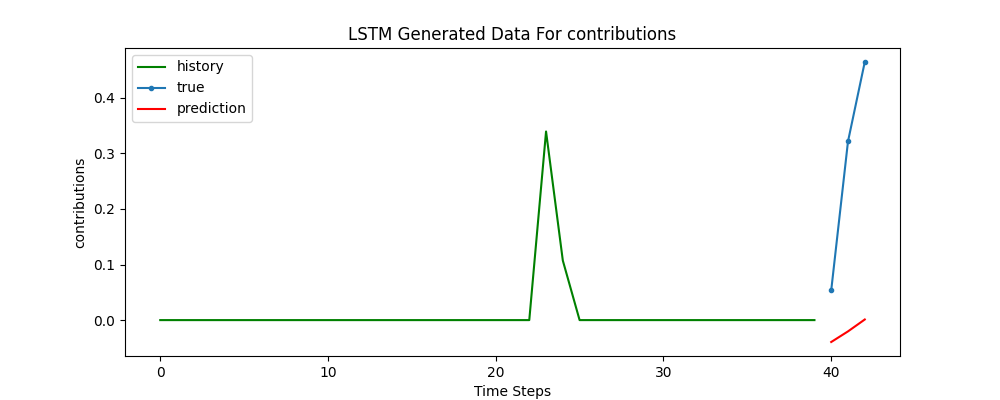 LSTM Generated Data For contributions
history
true
prediction
contributions
0.4
0.3
0.2
0.1
0.0
0 10 20 30 40
Time Steps